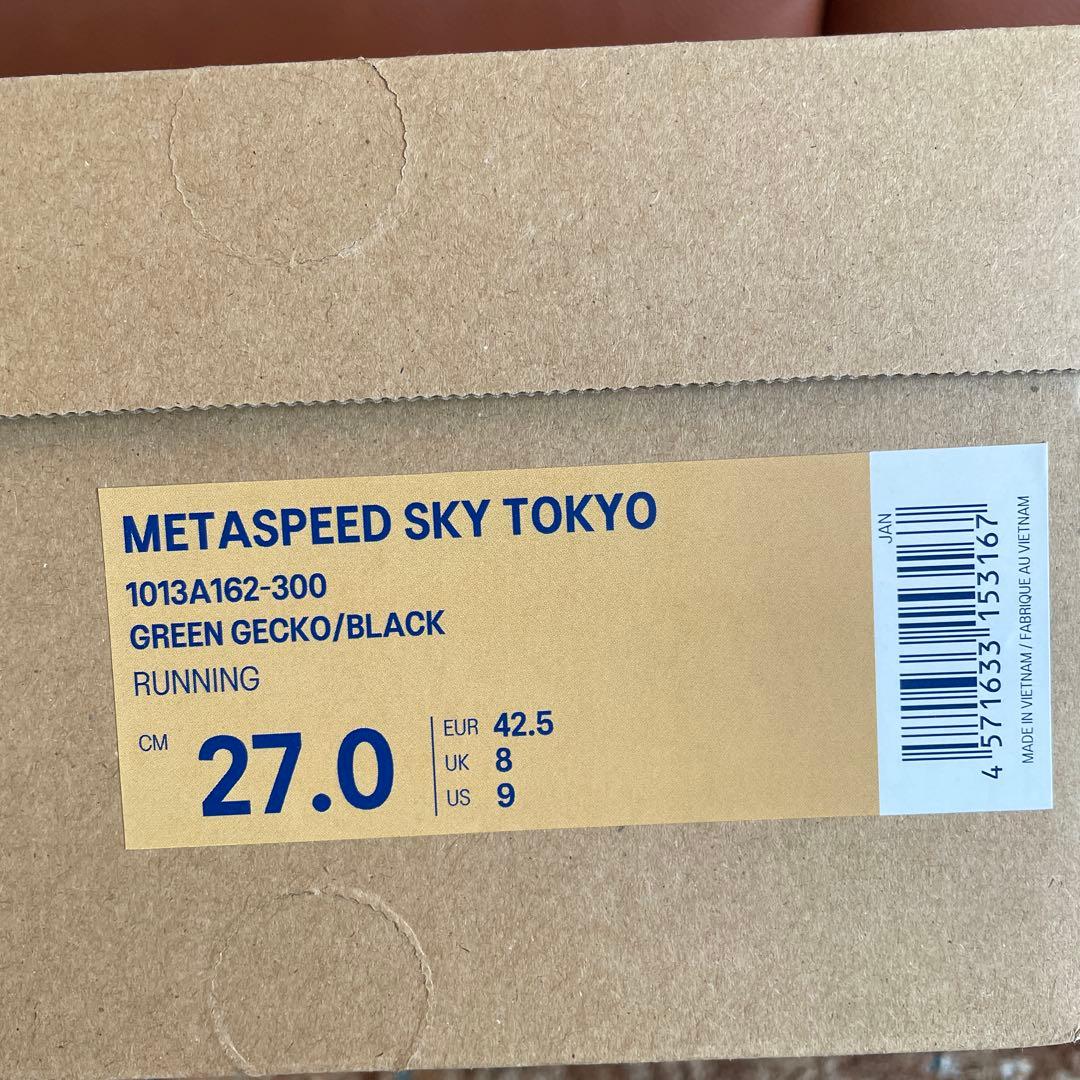 METASPEED SKY TOKYO
1013A162-300
GREEN GECKO/BLACK
RUNNING
CM 27.0
EUR 42.5
UK 8
US 9
JAN
4 571633 153167
MADE IN VIETNAM / FABRIQUE AU VIETNAM